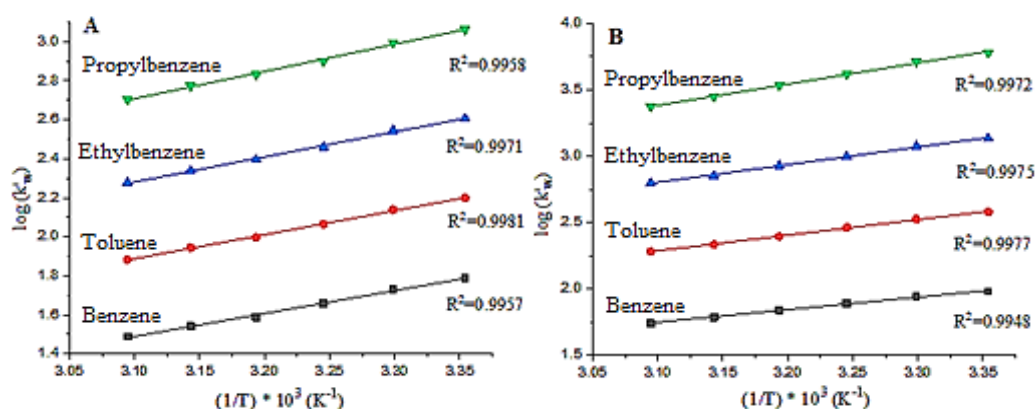 A
3.0
2.8
2.6
2.4
2.2
2.0
1.8
1.6
1.4
log (k'w)
Propylbenzene
R²=0.9958
Ethylbenzene
R²=0.9971
Toluene
R²=0.9981
Benzene
R²=0.9957
3.05 3.10 3.15 3.20 3.25 3.30 3.35
(1/T) * 10³ (K⁻¹)
B
4.0
3.5
3.0
2.5
2.0
1.5
log (k'w)
Propylbenzene
R²=0.9972
Ethylbenzene
R²=0.9975
Toluene
R²=0.9977
Benzene
R²=0.9948
3.05 3.10 3.15 3.20 3.25 3.30 3.35
(1/T) * 10³ (K⁻¹)